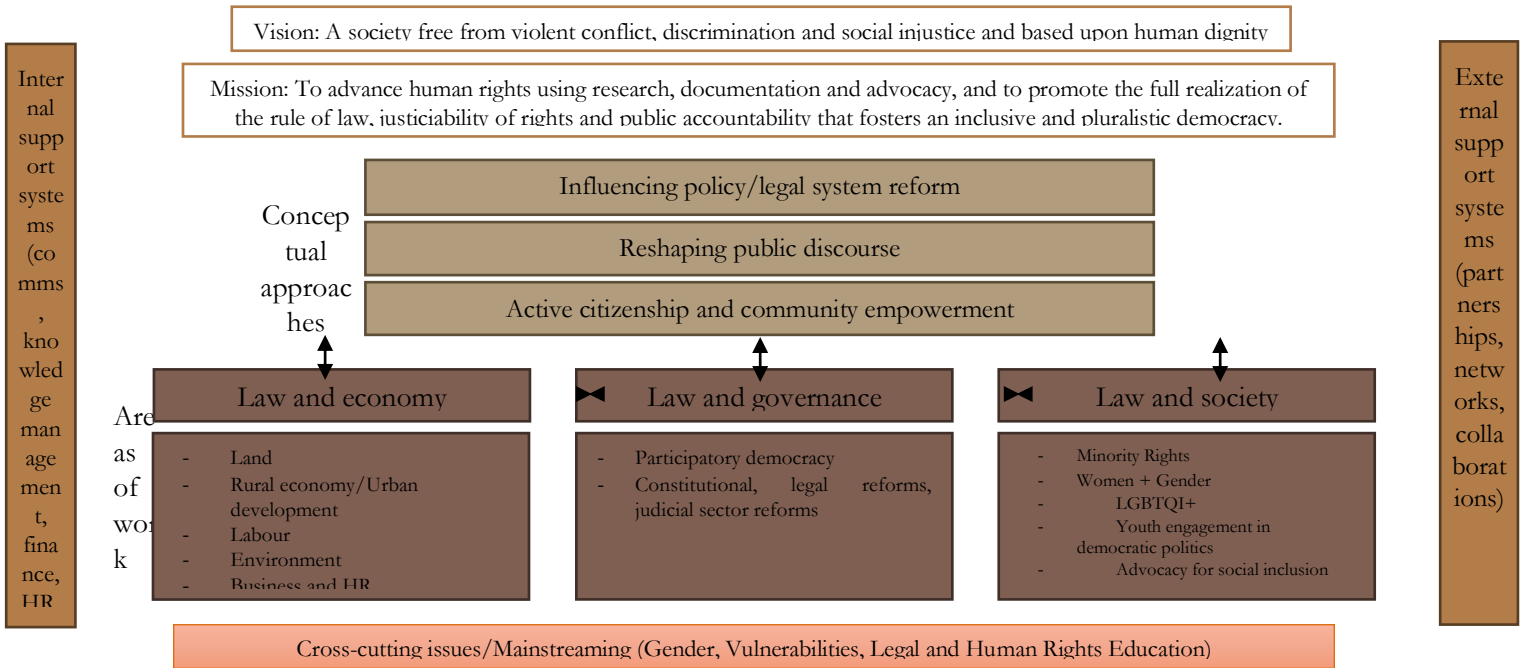 Vision: A society free from violent conflict, discrimination and social injustice and based upon human dignity
Mission: To advance human rights using research, documentation and advocacy, and to promote the full realization of
the rule of law, justiciability of rights and public accountability that fosters an inclusive and pluralistic democracy.
Inter
nal
supp
ort
syste
ms
(co
mms
,
kno
wled
ge
man
age
men
t,
fina
nce,
HR
Conceptual
approac
hes
Influencing policy/legal system reform
Reshaping public discourse
Active citizenship and community empowerment
Are
as
of
wor
k
Law and economy
- Land
- Rural economy/Urban
development
- Labour
- Environment
- Business and HR
Law and governance
- Participatory democracy
- Constitutional, legal reforms,
judicial sector reforms
Law and society
- Minority Rights
- Women + Gender
- LGBTQI+
- Youth engagement in
democratic politics
- Advocacy for social inclusion
Exte
rnal
supp
ort
syste
ms
(part
ners
hips,
netw
orks,
colla
borat
ions)
Cross-cutting issues/Mainstreaming (Gender, Vulnerabilities, Legal and Human Rights Education)